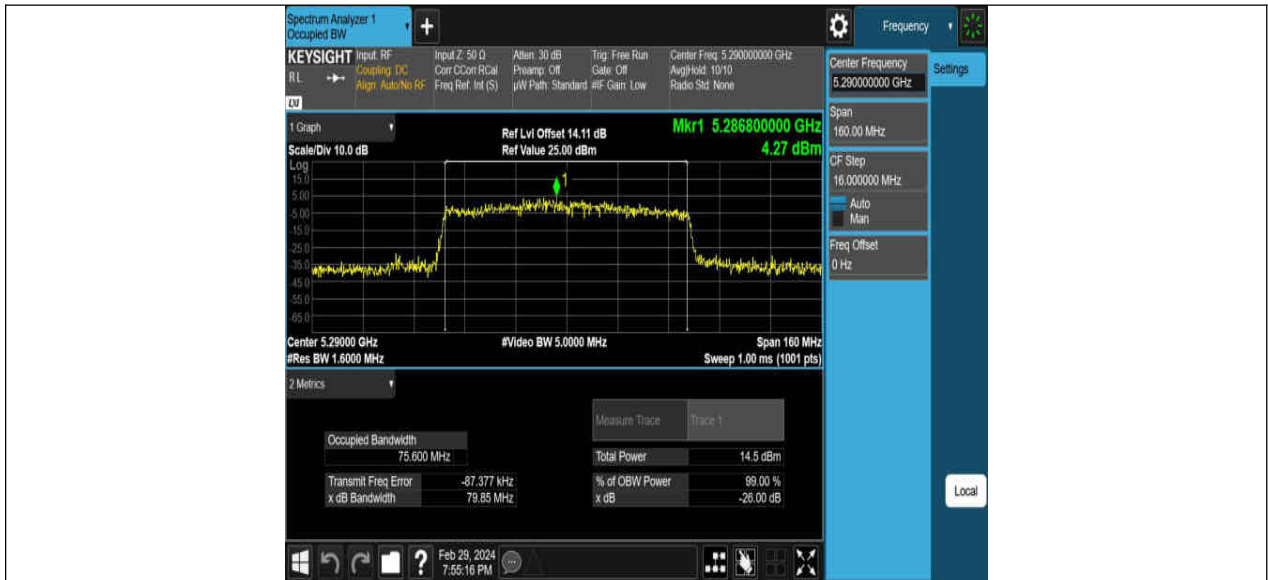 Spectrum Analyzer 1
Occupied BW
+
Frequency
KEYSIGHT
RL
LXI
Input: RF
Coupling: DC
Align: Auto/No RF
Input Z: 50 Ω
Corr CCorr RCal
Freq Ref: Int (S)
Atten: 30 dB
Preamp: Off
µW Path: Standard
Trig: Free Run
Gate: Off
#IF Gain: Low
Center Freq: 5.290000000 GHz
Avg|Hold: 10/10
Radio Std: None
Center Frequency
5.290000000 GHz
Settings
Span
160.00 MHz
CF Step
16.000000 MHz
Auto
Man
Freq Offset
0 Hz
Local
1 Graph
Scale/Div 10.0 dB
Ref Lvl Offset 14.11 dB
Ref Value 25.00 dBm
Mkr1 5.286800000 GHz
4.27 dBm
Log
15.0
5.00
-5.00
-15.0
-25.0
-35.0
-45.0
-55.0
-65.0
1
Center 5.29000 GHz
#Res BW 1.6000 MHz
#Video BW 5.0000 MHz
Span 160 MHz
Sweep 1.00 ms (1001 pts)
2 Metrics
Measure Trace Trace 1
Occupied Bandwidth
75.600 MHz
Total Power 14.5 dBm
Transmit Freq Error -87.377 kHz
x dB Bandwidth 79.85 MHz
% of OBW Power 99.00 %
x dB -26.00 dB
?
Feb 29, 2024
7:55:16 PM